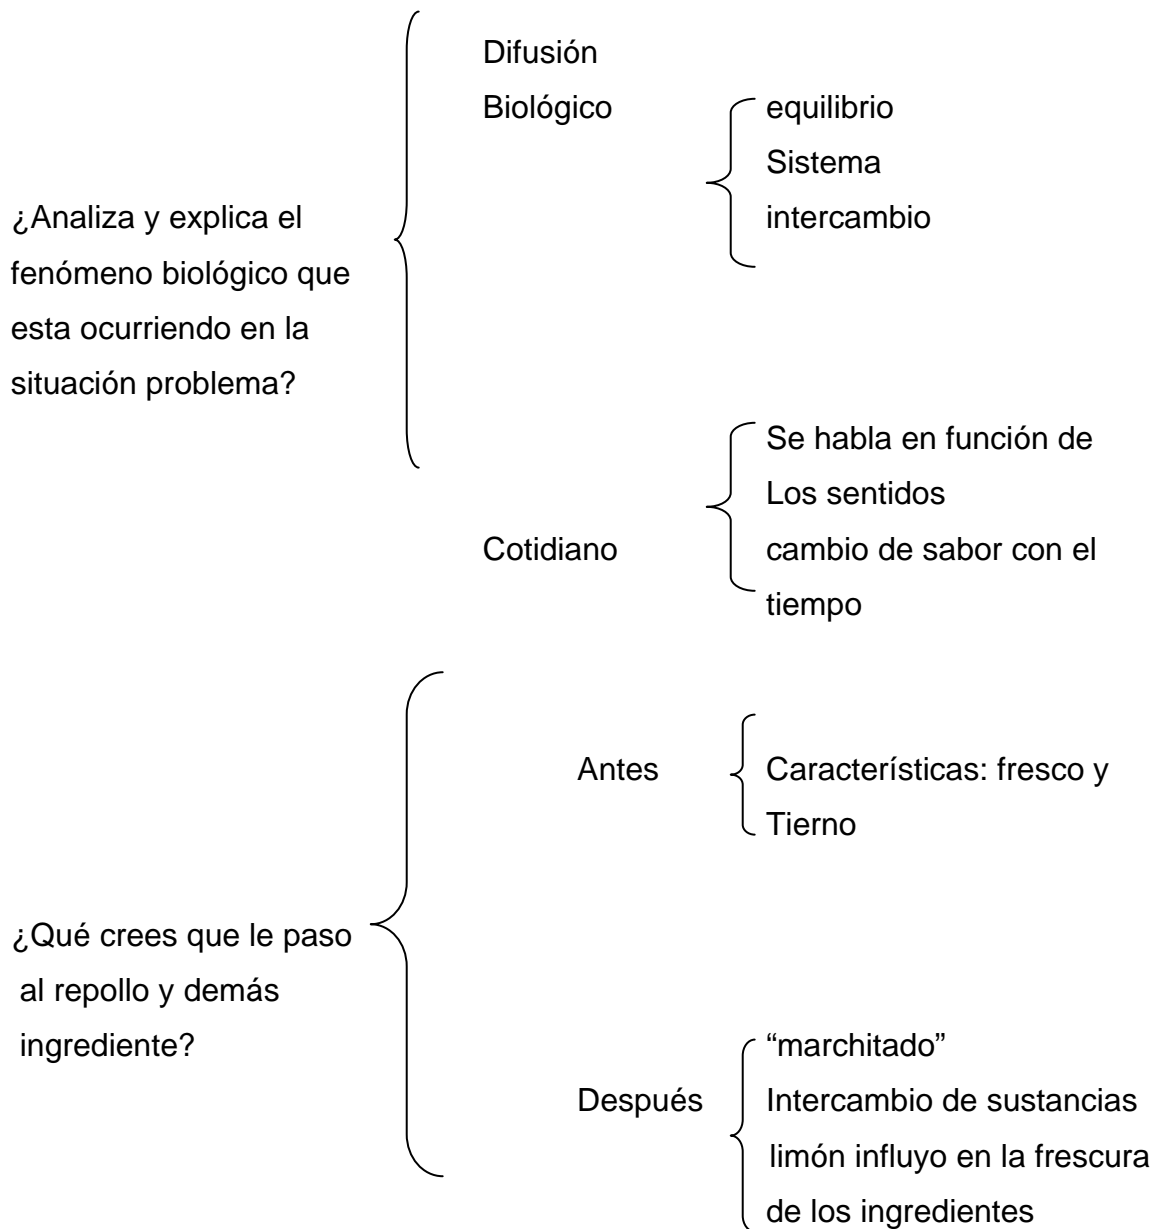 ¿Analiza y explica el
fenómeno biológico que
esta ocurriendo en la
situación problema?
Difusión
Biológico
equilibrio
Sistema
intercambio
Cotidiano
Se habla en función de
Los sentidos
cambio de sabor con el
tiempo
¿Qué crees que le paso
al repollo y demás
ingrediente?
Antes
Características: fresco y
Tierno
Después
“marchitado”
Intercambio de sustancias
limón influyo en la frescura
de los ingredientes